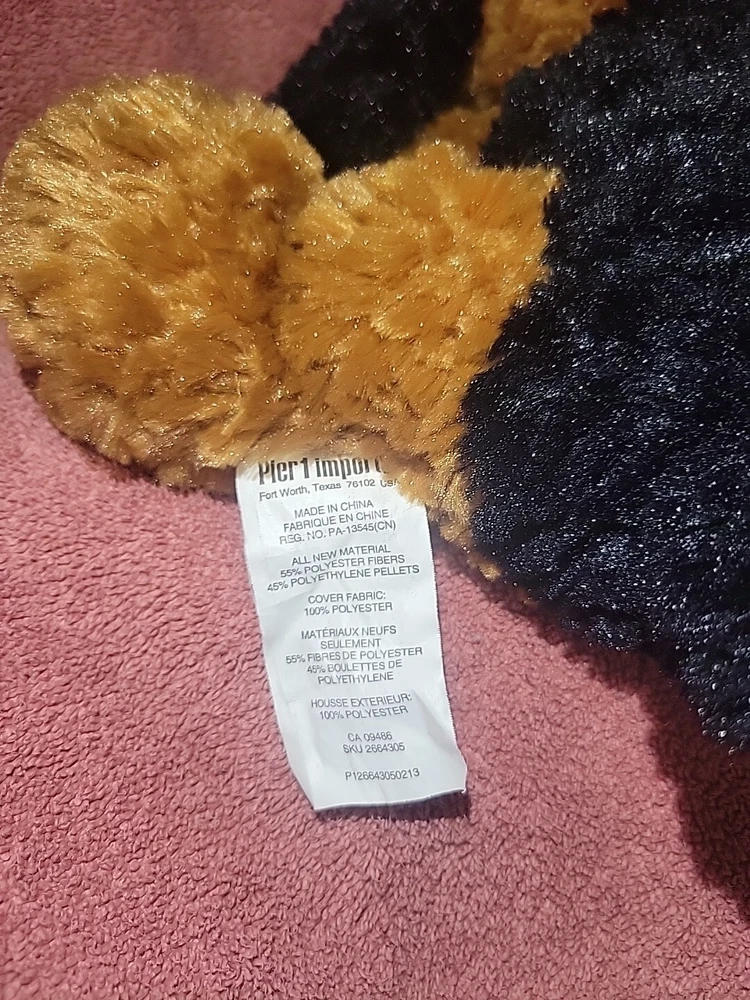 Pier 1 import
Fort Worth, Texas 76102 USA
MADE IN CHINA
FABRIQUE EN CHINE
REG. NO. PA-13545(CN)
ALL NEW MATERIAL
55% POLYESTER FIBERS
45% POLYETHYLENE PELLETS
COVER FABRIC:
100% POLYESTER
MATÉRIAUX NEUFS
SEULEMENT
55% FIBRES DE POLYESTER
45% BOULETTES DE
POLYETHYLENE
HOUSSE EXTERIEUR:
100% POLYESTER
CA 09486
SKU 2664305
P126643050213